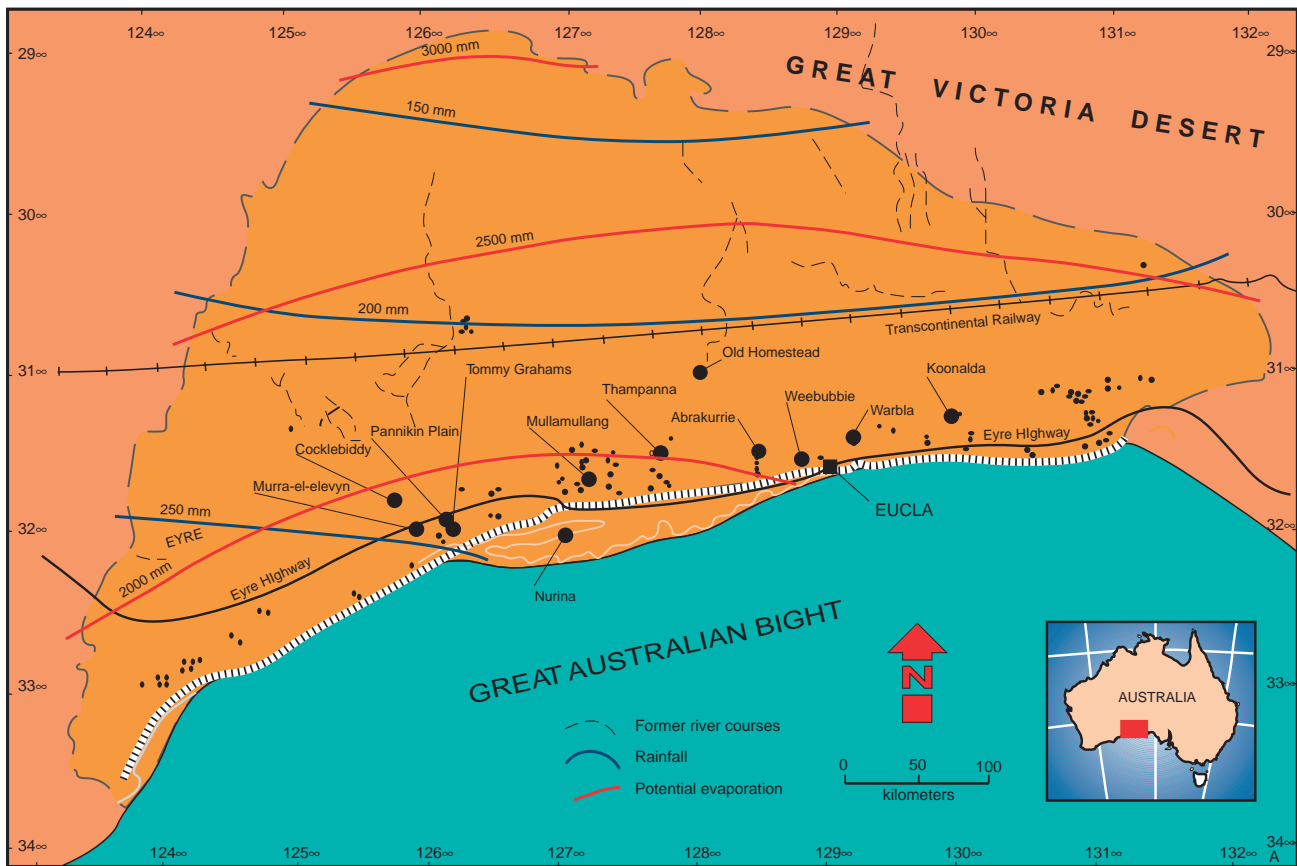 124∞ 125∞ 126∞ 127∞ 128∞ 129∞ 130∞ 131∞ 132∞
29∞
29∞
3000 mm
GREAT VICTORIA DESERT
150 mm
30∞
30∞
2500 mm
200 mm
Transcontinental Railway
31∞
31∞
Old Homestead
Tommy Grahams
Koonalda
Thampanna
Weebubbie
Abrakurrie
Warbla
Mullamullang
Pannikin Plain
Eyre HIghway
Cocklebiddy
Murra-el-elevyn
EUCLA
250 mm
32∞
32∞
EYRE
2000 mm
Eyre HIghway
Nurina
GREAT AUSTRALIAN BIGHT
N
33∞
33∞
AUSTRALIA
Former river courses
Rainfall
Potential evaporation
0 50 100
kilometers
34∞
124∞ 125∞ 126∞ 127∞ 128∞ 129∞ 130∞ 131∞ 132∞
A